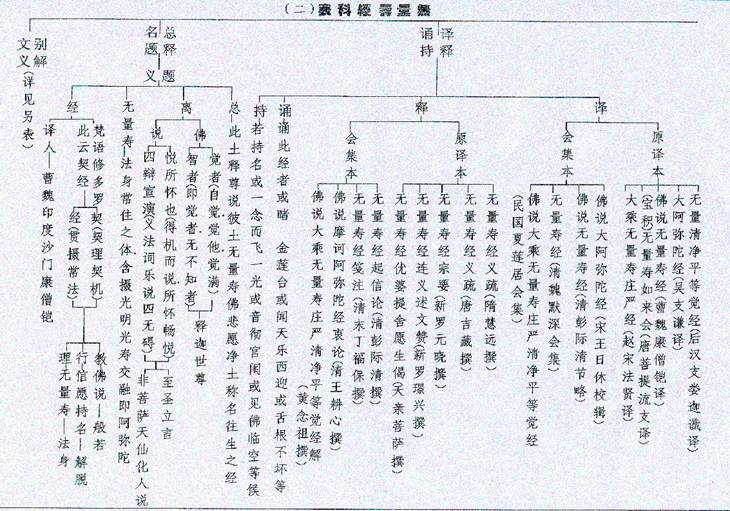 無量壽經科表（二）
译释
诵持
译
原译本
无量清净平等觉经（后汉支娄迦谶译）
大阿弥陀经（吴支谦译）
佛说无量寿经（曹魏康僧铠译）
（宝积）无量寿如来会（唐菩提流支译）
大乘无量寿庄严经（赵宋法贤译）
会集本
佛说大阿弥陀经（宋王日休校辑）
佛说无量寿经（清彭际清节略）
无量寿经（清魏默深会集）
佛说大乘无量寿庄严清净平等觉经
（民国夏莲居会集）
释
原译本
无量寿经义疏（隋慧远撰）
无量寿经义疏（唐吉藏撰）
无量寿经宗要（新罗元晓撰）
无量寿经连义述文赞（新罗璟兴撰）
无量寿经优婆提舍愿生偈（天亲菩萨撰）
会集本
无量寿经起信论（清彭际清撰）
无量寿经笺注（清末丁福保撰）
佛说摩诃阿弥陀经衷论（清王耕心撰）
佛说大乘无量寿庄严清净平等觉经解
（黄念祖撰）
诵
诵此经者或睹 金莲台或闻天乐西迎或舌根不坏等
持
若持名或一念而飞一光或音彻宫阁或见佛临空等候
总释名题
题义
总
此土释尊说彼土无量寿佛悲愿净土称名往生之经
离
佛
觉者（自觉觉他觉满）
智者（即觉者无不知者）
释迦世尊
说
悦所怀也（得机而说所怀畅悦）
四辩宣演（义法词乐说四无碍）
至圣立言
非菩萨天仙化人说
无量寿
法身常住之体含摄光明光寿交融即阿弥陀
经
梵语修多罗
此云契经
契（契理契机）
经（贯摄常法）
教佛说—般若
行信愿持名—解脱
理无量寿—法身
译人—曹魏印度沙门康僧铠
别解文义（详见另表）